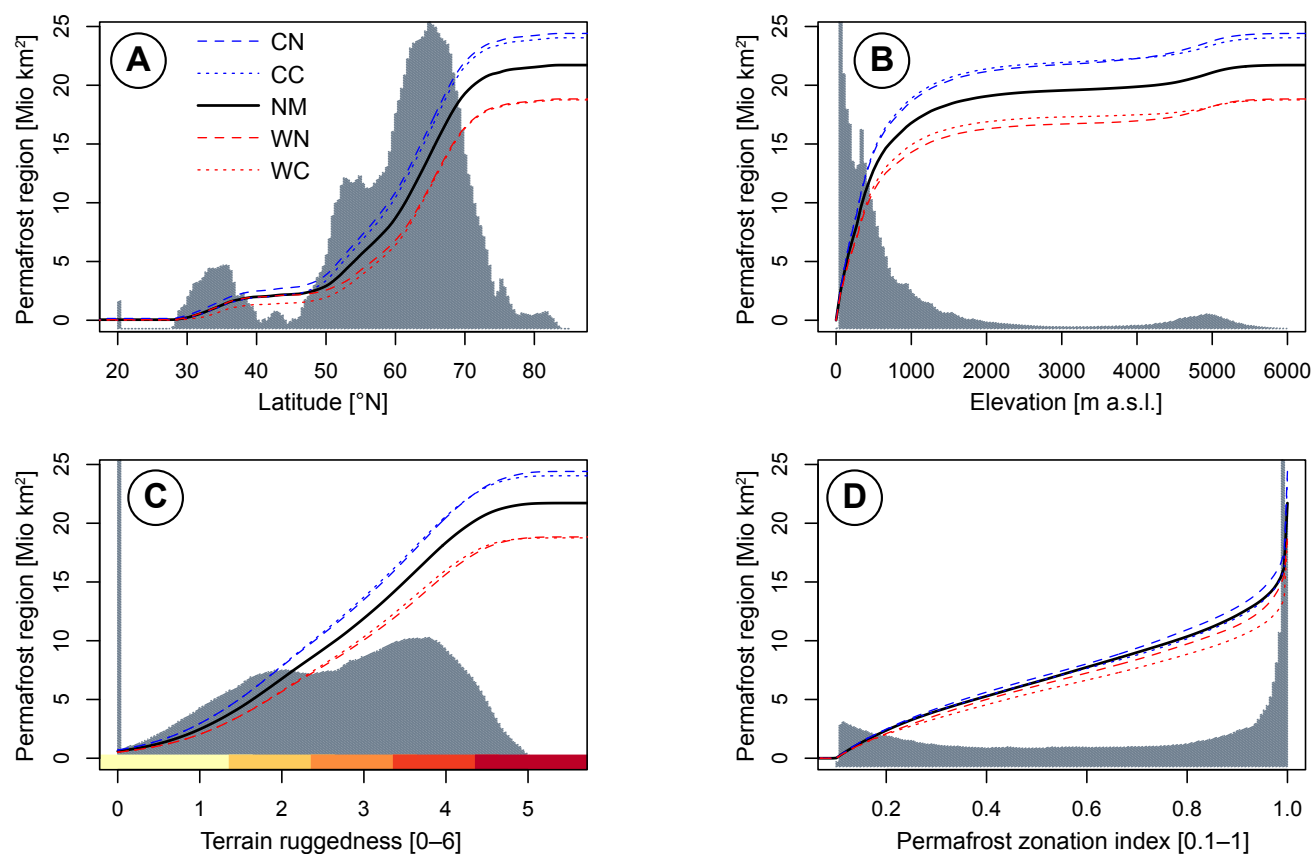 A
CN
CC
NM
WN
WC
Permafrost region [Mio km²]
0
5
10
15
20
25
20
30
40
50
60
70
80
Latitude [°N]
B
Permafrost region [Mio km²]
0
5
10
15
20
25
0
1000
2000
3000
4000
5000
6000
Elevation [m a.s.l.]
C
Permafrost region [Mio km²]
0
5
10
15
20
25
0
1
2
3
4
5
Terrain ruggedness [0–6]
D
Permafrost region [Mio km²]
0
5
10
15
20
25
0.2
0.4
0.6
0.8
1.0
Permafrost zonation index [0.1–1]